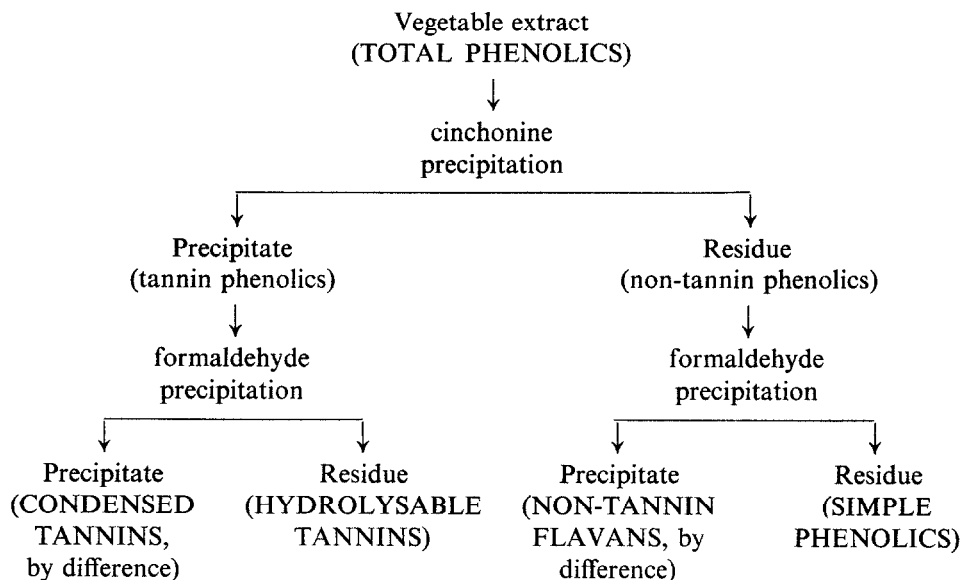 Vegetable extract
(TOTAL PHENOLICS)
cinchonine
precipitation
Precipitate
(tannin phenolics)
Residue
(non-tannin phenolics)
formaldehyde
precipitation
formaldehyde
precipitation
Precipitate
(CONDENSED
TANNINS,
by difference)
Residue
(HYDROLYSABLE
TANNINS)
Precipitate
(NON-TANNIN
FLAVANS, by
difference)
Residue
(SIMPLE
PHENOLICS)